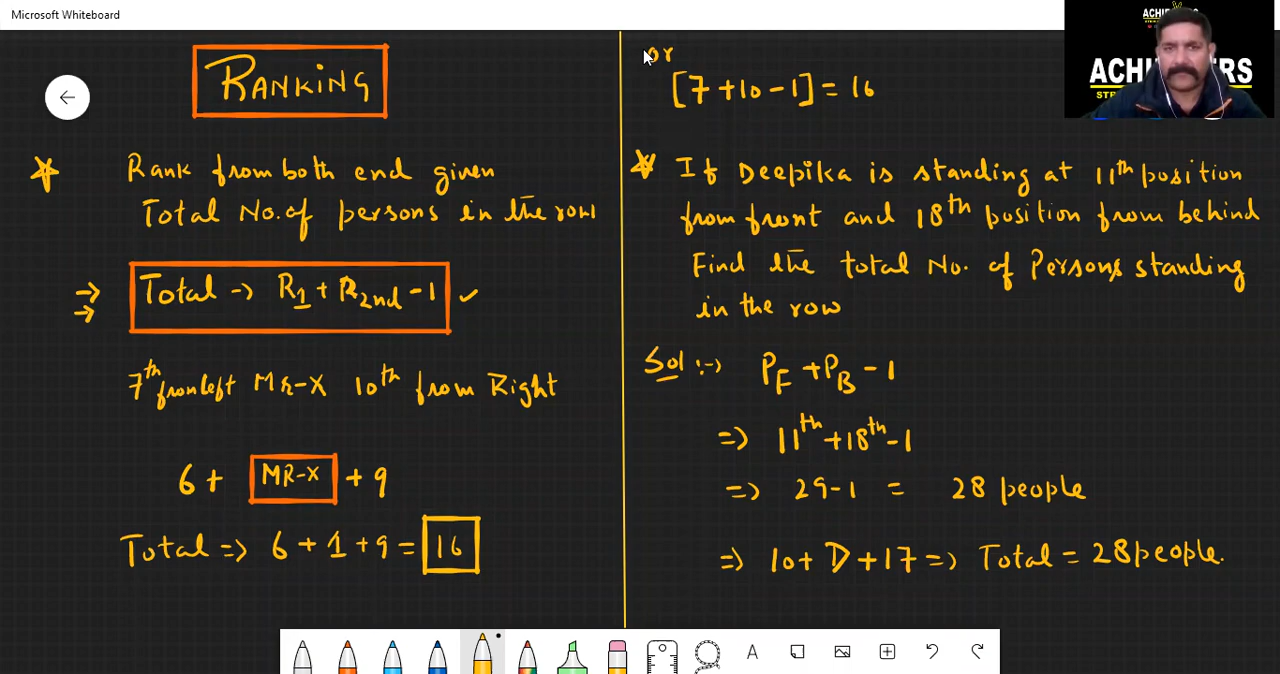 Microsoft Whiteboard
RANKING
Rank from both end given
Total No. of persons in the row
Total -> R1 + R2nd - 1
7th from left MR-X 10th from Right
6 + MR-X + 9
Total => 6 + 1 + 9 = 16
or
[7 + 10 - 1] = 16
If Deepika is standing at 11th position
from front and 18th position from behind
Find the total No. of Persons standing
in the row
Sol :-> PF + PB - 1
=> 11th + 18th - 1
=> 29 - 1 = 28 people
=> 10 + D + 17 => Total = 28 people.